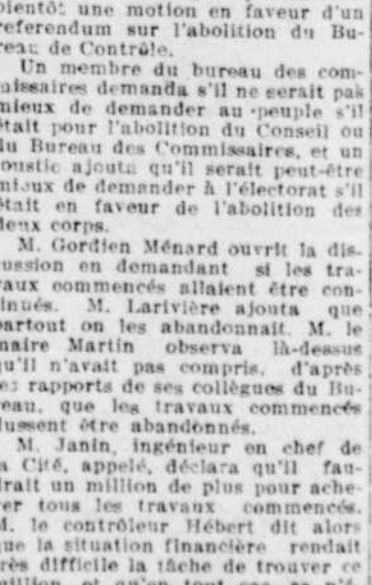 bientôt une motion en faveur d'un
referendum sur l'abolition du Bu-
reau de Contrôle.
Un membre du bureau des com-
missaires demanda s'il ne serait pas
mieux de demander au peuple s'il
était pour l'abolition du Conseil ou
du Bureau des Commissaires, et un
loustic ajouta qu'il serait peut-être
mieux de demander à l'électorat s'il
était en faveur de l'abolition des
deux corps.
M. Gordien Ménard ouvrit la dis-
cussion en demandant si les tra-
vaux commencés allaient être con-
tinués. M. Larivière ajouta que
partout on les abandonnait. M. le
maire Martin observa là-dessus
qu'il n'avait pas compris, d'après
les rapports de ses collègues du Bu-
reau, que les travaux commencés
dussent être abandonnés.
M. Janin, ingénieur en chef de
la Cité, appelé, déclara qu'il fau-
drait un million de plus pour ache-
ver tous les travaux commencés.
M. le contrôleur Hébert dit alors
que la situation financière rendait
très difficile la tâche de trouver ce
million, et qu'en tout cas